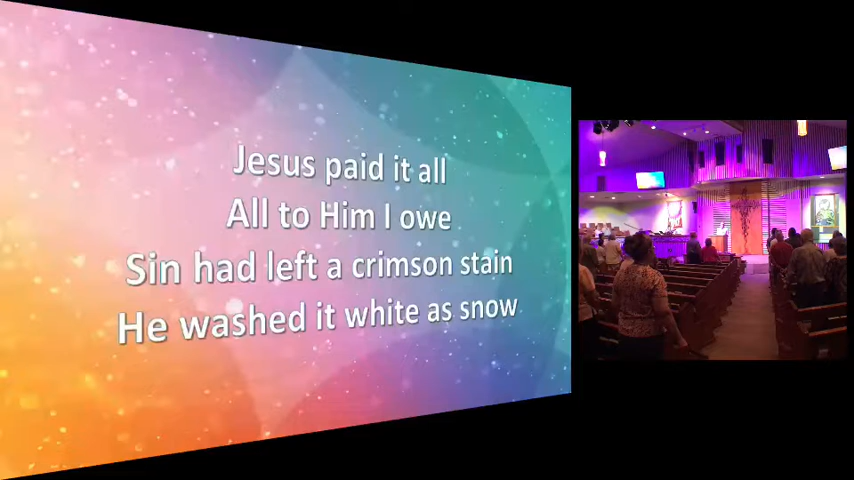 Jesus paid it all
All to Him I owe
Sin had left a crimson stain
He washed it white as snow